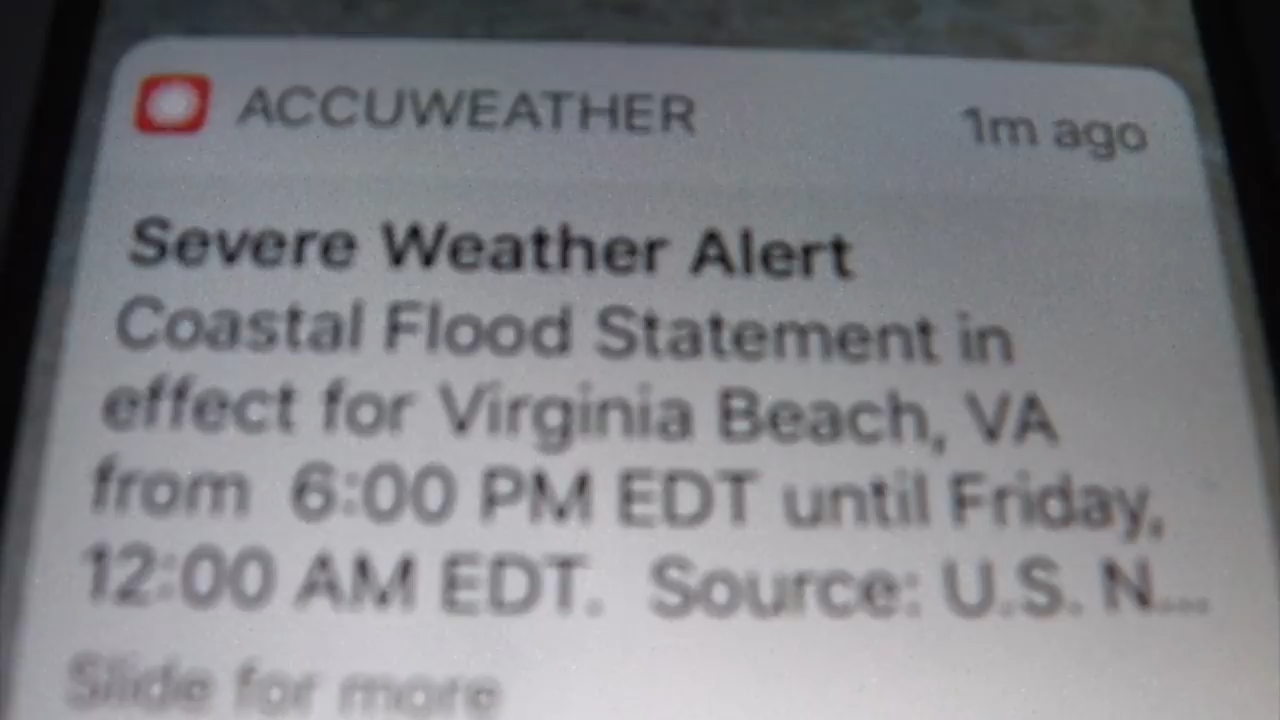 ACCUWEATHER 1m ago
Severe Weather Alert
Coastal Flood Statement in
effect for Virginia Beach, VA
from 6:00 PM EDT until Friday,
12:00 AM EDT. Source: U.S. N...
Slide for more